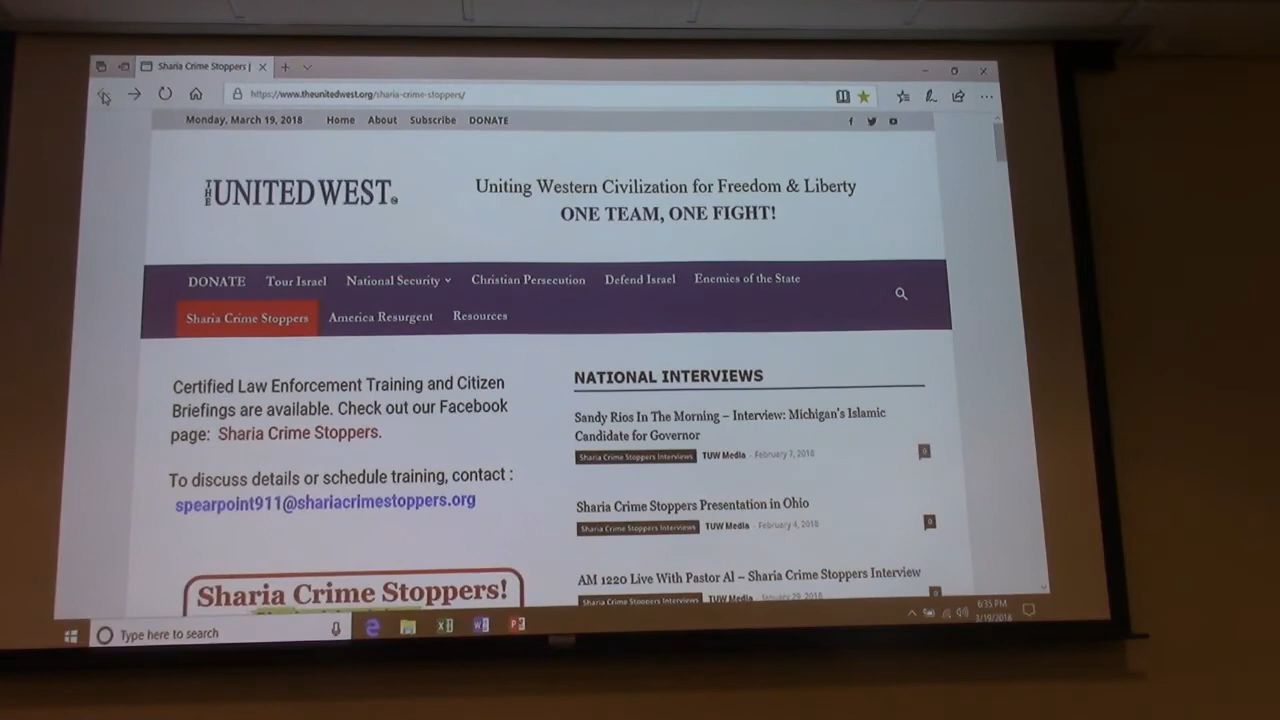 Sharia Crime Stoppers |
https://www.theunitedwest.org/sharia-crime-stoppers/
Monday, March 19, 2018 Home About Subscribe DONATE
THE UNITED WEST
Uniting Western Civilization for Freedom & Liberty
ONE TEAM, ONE FIGHT!
DONATE Tour Israel National Security Christian Persecution Defend Israel Enemies of the State
Sharia Crime Stoppers America Resurgent Resources
Certified Law Enforcement Training and Citizen
Briefings are available. Check out our Facebook
page: Sharia Crime Stoppers.
To discuss details or schedule training, contact :
spearpoint911@shariacrimestoppers.org
Sharia Crime Stoppers!
NATIONAL INTERVIEWS
Sandy Rios In The Morning – Interview: Michigan's Islamic
Candidate for Governor
Sharia Crime Stoppers Interviews TUW Media - February 7, 2018 0
Sharia Crime Stoppers Presentation in Ohio
Sharia Crime Stoppers Interviews TUW Media - February 4, 2018 0
AM 1220 Live With Pastor Al – Sharia Crime Stoppers Interview
Sharia Crime Stoppers Interviews TUW Media - January 29, 2018 0
Type here to search
6:35 PM
3/19/2018